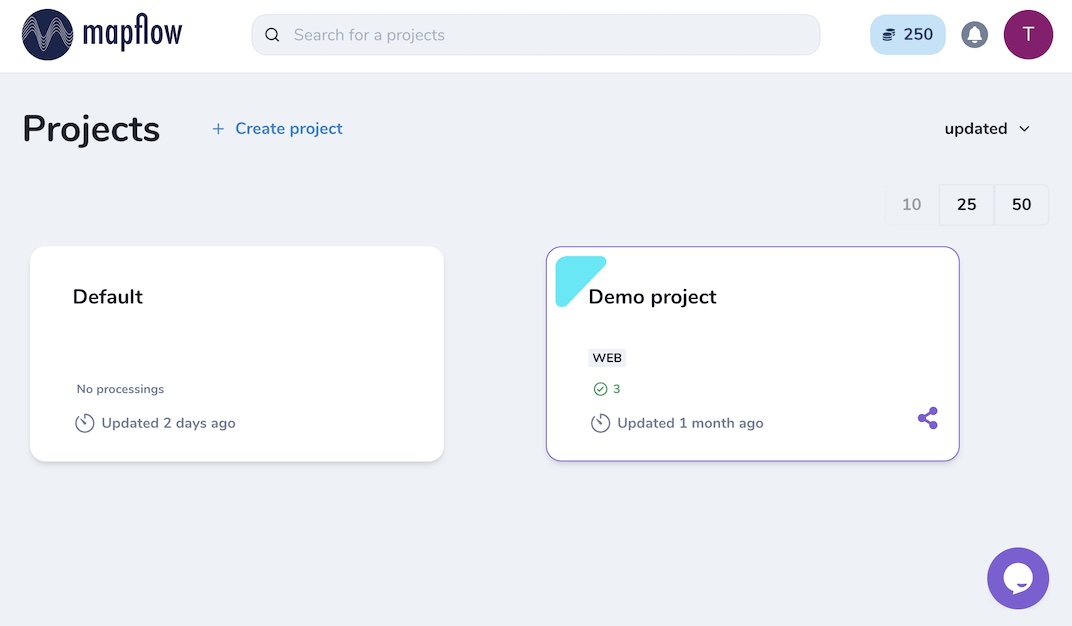 mapflow
Search for a projects
250
T
Projects
+ Create project
updated
10 25 50
Default
No processings
Updated 2 days ago
Demo project
WEB
3
Updated 1 month ago